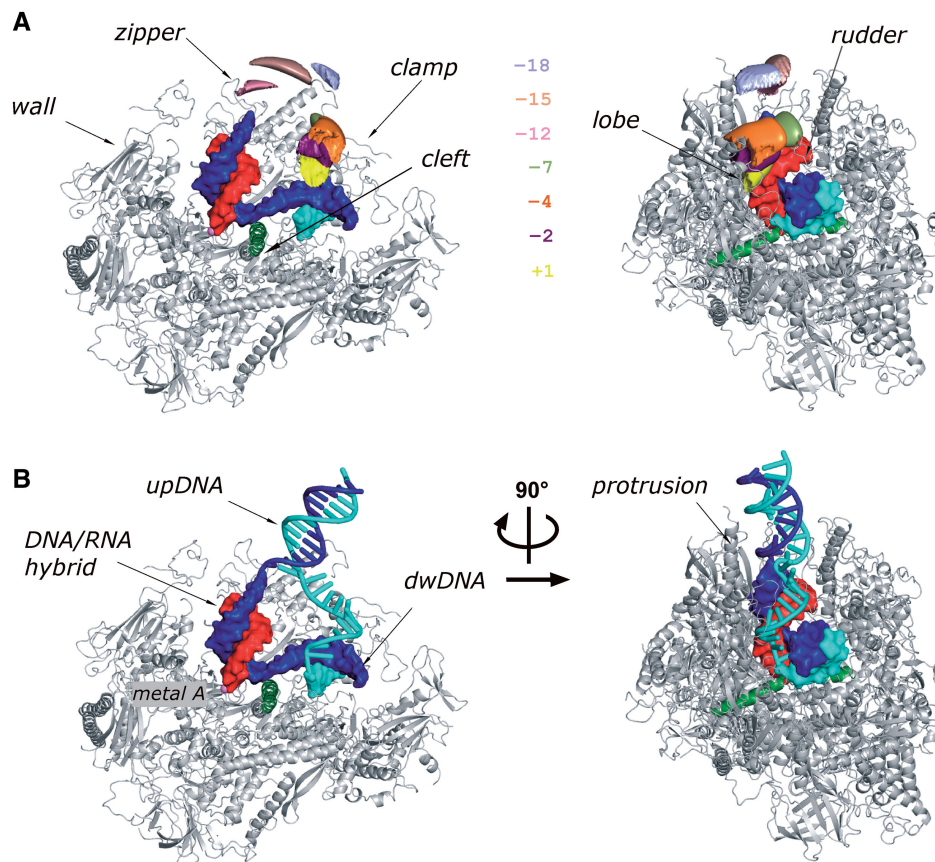 A
zipper
wall
clamp
cleft
-18
-15
-12
-7
-4
-2
+1
rudder
lobe
B
upDNA
DNA/RNA
hybrid
dwDNA
metal A
90°
protrusion